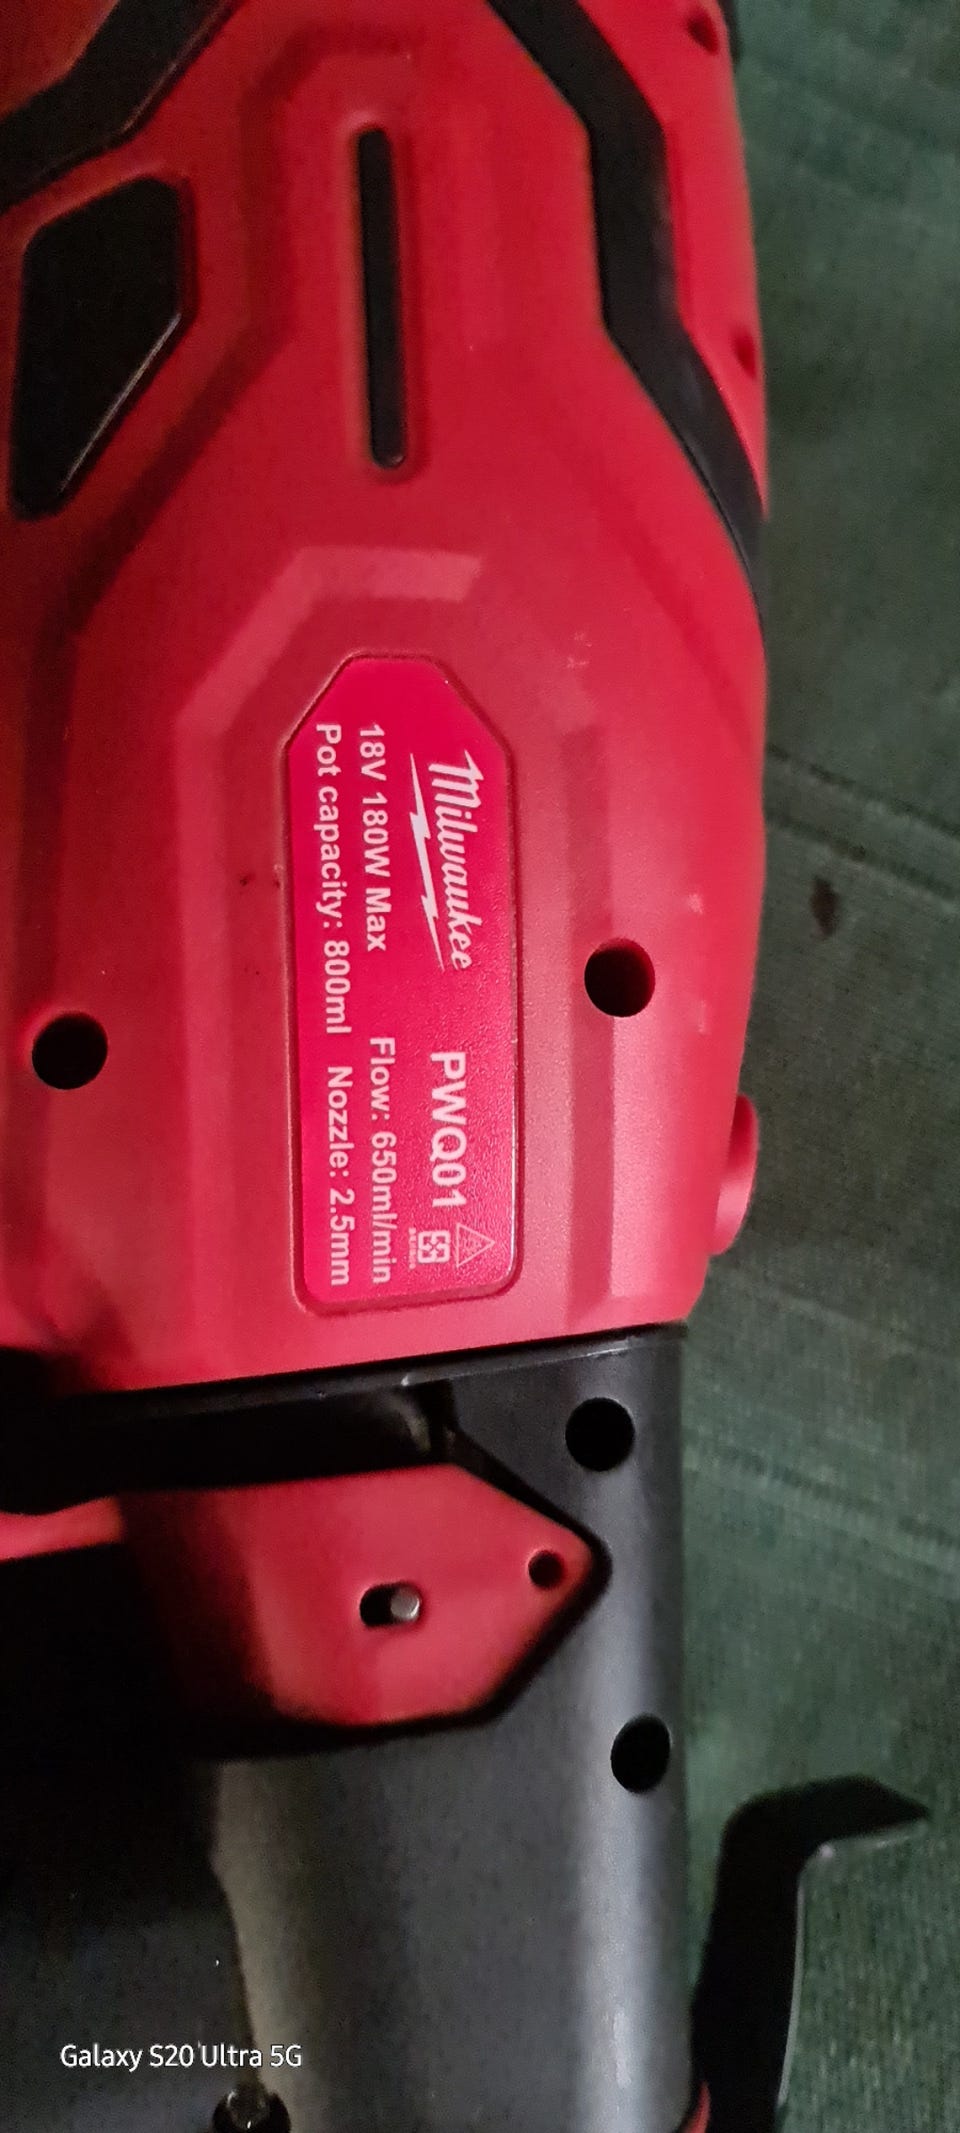 Milwaukee PWQ01
18V 180W Max Flow: 650ml/min
Pot capacity: 800ml Nozzle: 2.5mm
Galaxy S20 Ultra 5G